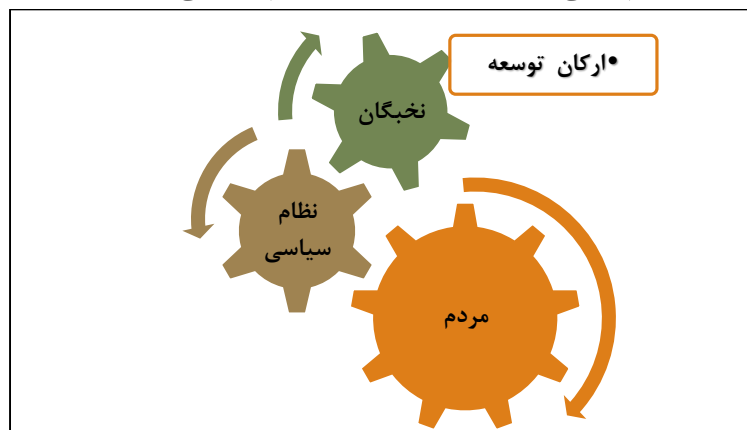 •ارکان توسعه
نخبگان
نظام
سیاسی
مردم